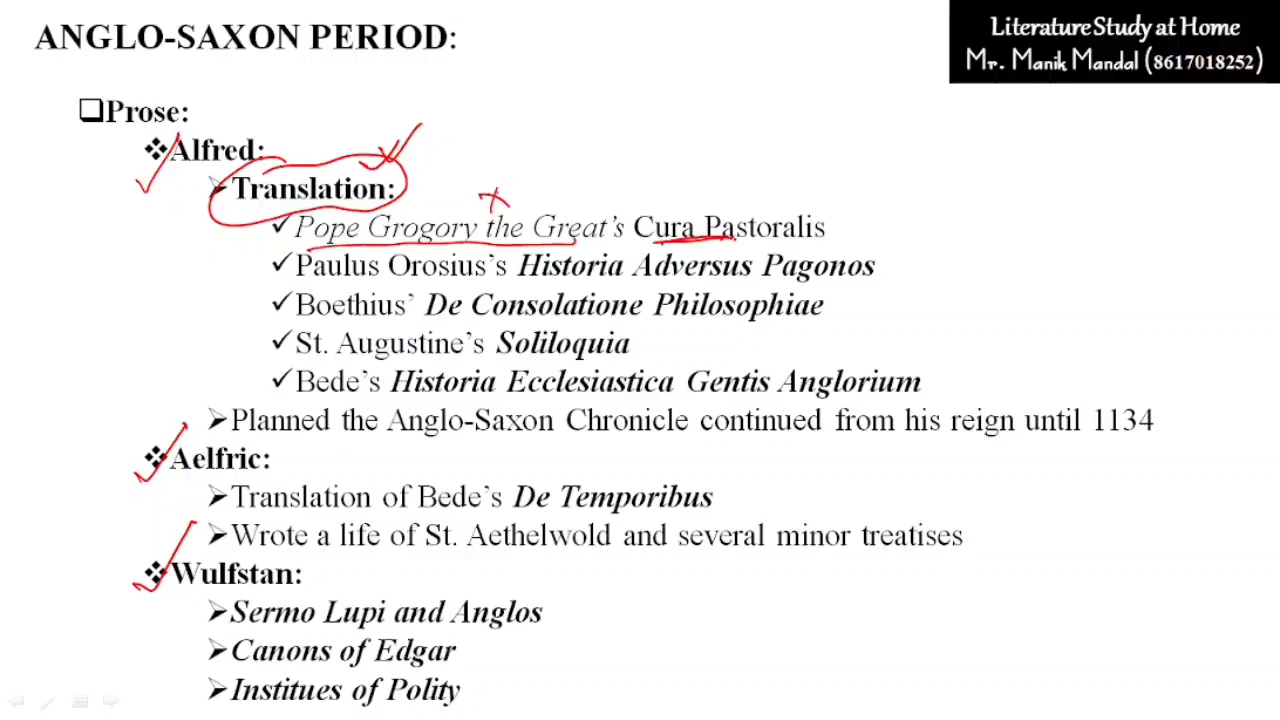 ANGLO-SAXON PERIOD:
Literature Study at Home
Mr. Manik Mandal (8617018252)
Prose:
Alfred:
Translation:
Pope Grogory the Great's Cura Pastoralis
Paulus Orosius's Historia Adversus Pagonos
Boethius' De Consolatione Philosophiae
St. Augustine's Soliloquia
Bede's Historia Ecclesiastica Gentis Anglorium
Planned the Anglo-Saxon Chronicle continued from his reign until 1134
Aelfric:
Translation of Bede's De Temporibus
Wrote a life of St. Aethelwold and several minor treatises
Wulfstan:
Sermo Lupi and Anglos
Canons of Edgar
Institues of Polity